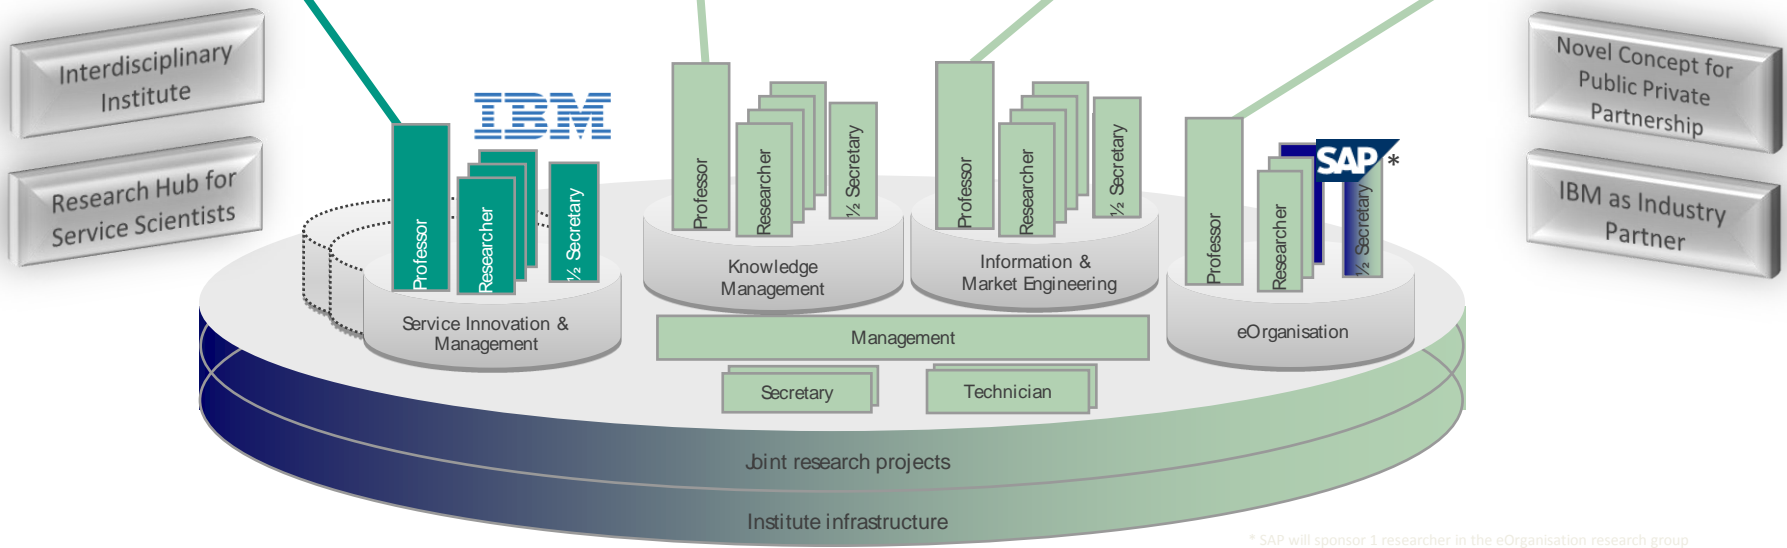 Interdisciplinary
Institute
Research Hub for
Service Scientists
Novel Concept for
Public Private
Partnership
IBM as Industry
Partner
IBM
Professor
Researcher
½ Secretary
Service Innovation &
Management
Professor
Researcher
½ Secretary
Knowledge
Management
Professor
Researcher
½ Secretary
Information &
Market Engineering
SAP *
Professor
Researcher
½ Secretary
eOrganisation
Management
Secretary
Technician
Joint research projects
Institute infrastructure
* SAP will sponsor 1 researcher in the eOrganisation research group